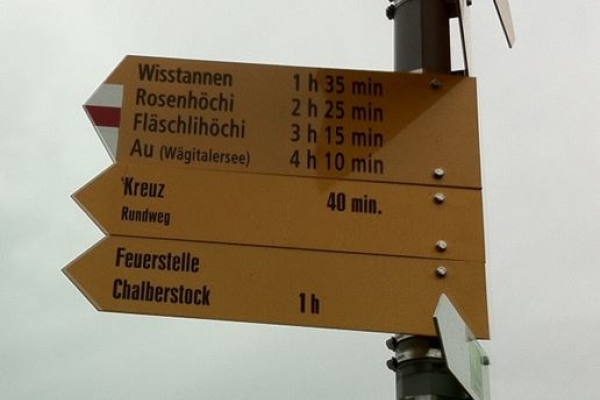 Wisstannen 1 h 35 min
Rosenhöchi 2 h 25 min
Fläschlihöchi 3 h 15 min
Au (Wägitalersee) 4 h 10 min
Kreuz 40 min.
Rundweg
Feuerstelle
Chalberstock 1 h